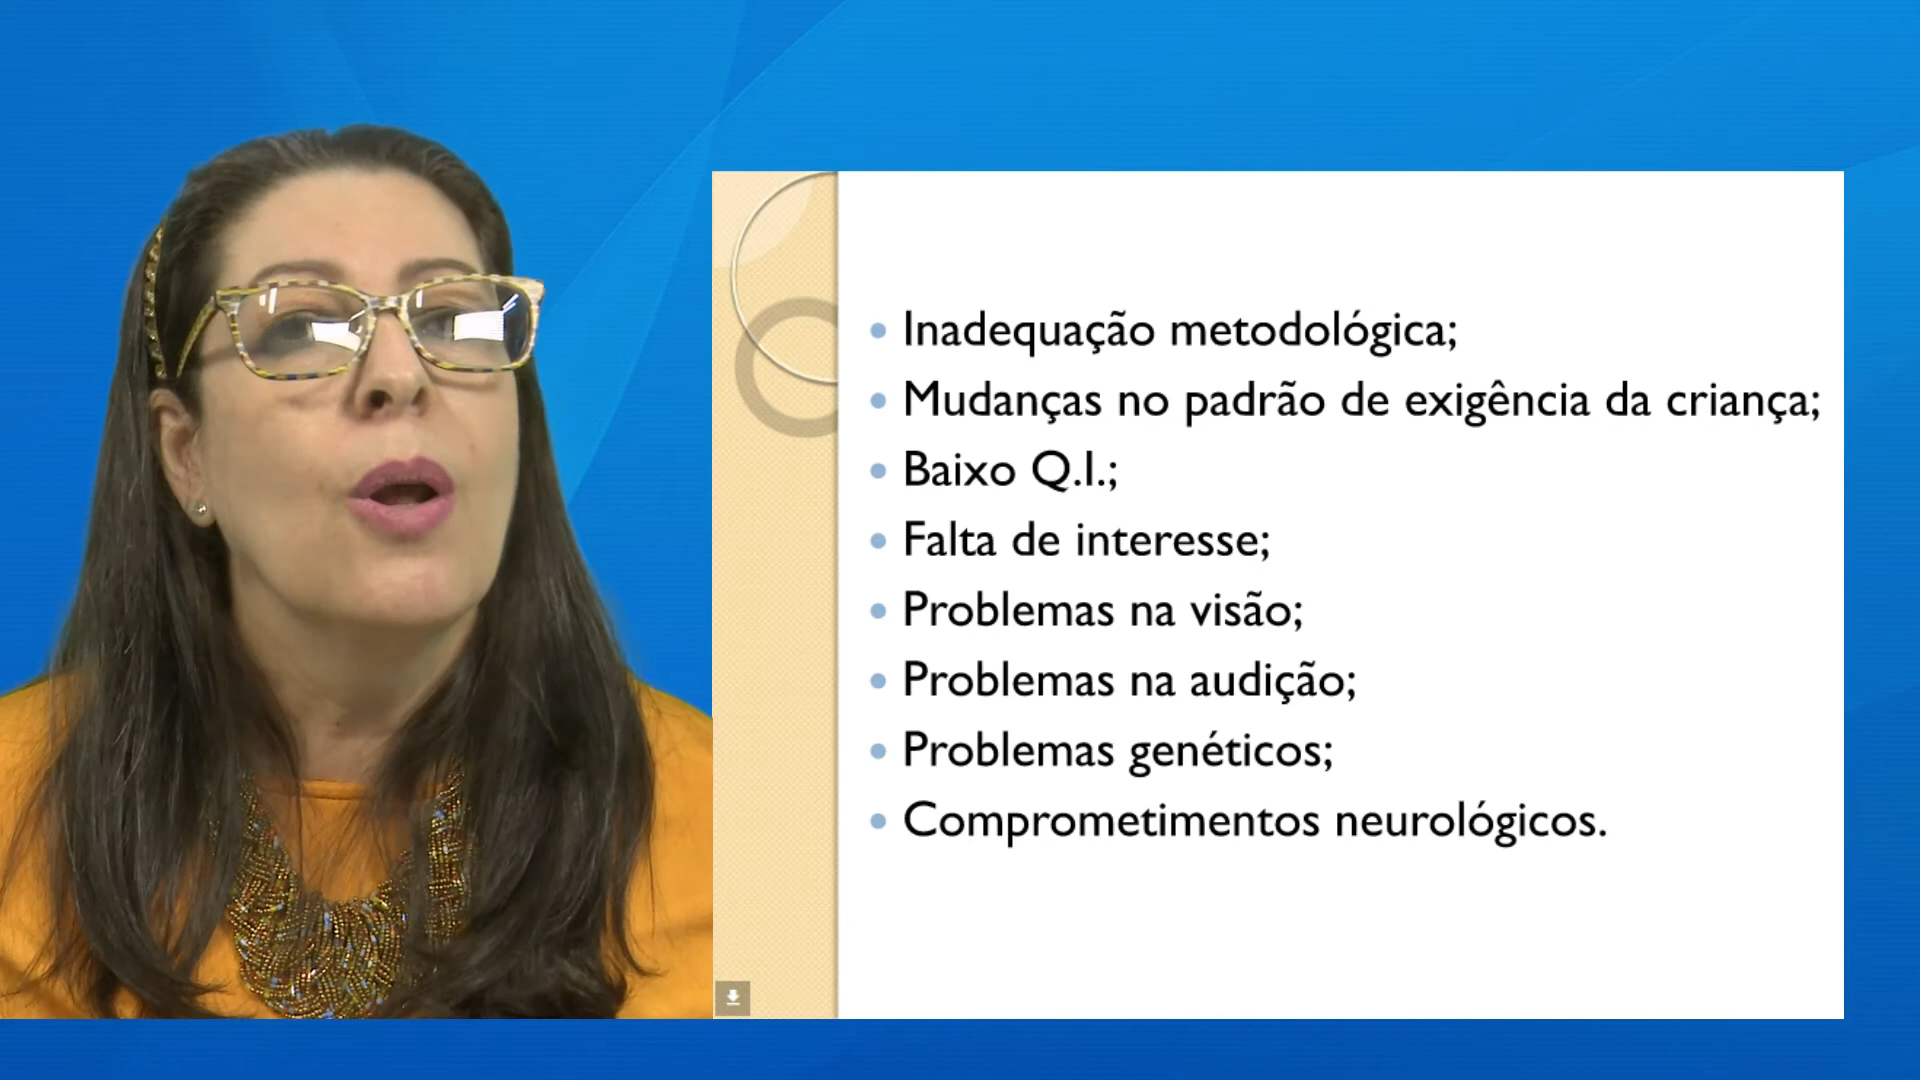 • Inadequação metodológica;
• Mudanças no padrão de exigência da criança;
• Baixo Q.I.;
• Falta de interesse;
• Problemas na visão;
• Problemas na audição;
• Problemas genéticos;
• Comprometimentos neurológicos.